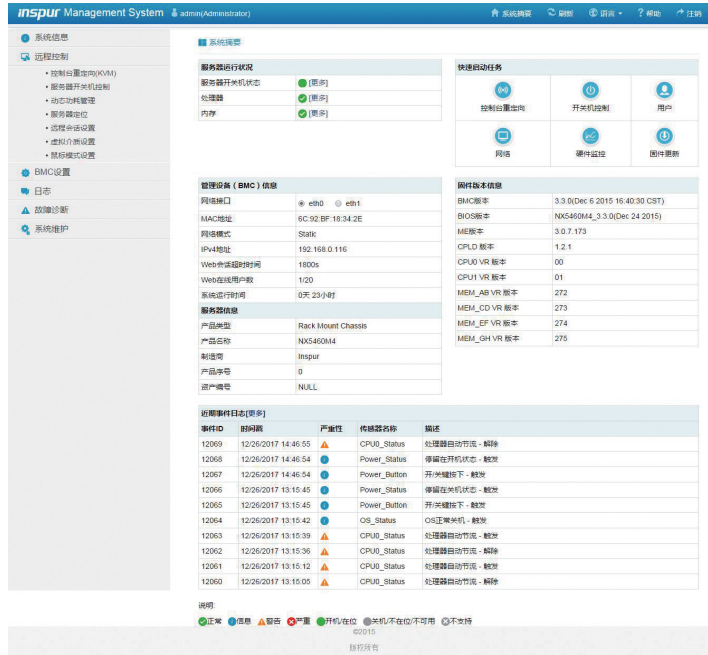 inspur Management System admin(Administrator) 系统摘要 刷新 语言 帮助 注销
系统信息
远程控制
控制台重定向(KVM)
服务器开关机控制
动态功耗管理
服务器定位
远程会话设置
虚拟介质设置
鼠标模式设置
BMC设置
日志
故障诊断
系统维护
系统摘要
服务器运行状况
服务器开关机状态 [更多]
处理器 [更多]
内存 [更多]
快速启动任务
控制台重定向 开关机控制 用户
网络 硬件监控 固件更新
管理设备(BMC)信息
网络接口 eth0 eth1
MAC地址 6C:92:BF:18:34:2E
网络模式 Static
IPv4地址 192.168.0.116
Web会话超时时间 1800s
Web在线用户数 1/20
系统运行时间 0天 23小时
服务器信息
产品类型 Rack Mount Chassis
产品名称 NX5460M4
制造商 Inspur
产品序号 0
资产编号 NULL
固件版本信息
BMC版本 3.3.0(Dec 6 2015 16:40:30 CST)
BIOS版本 NX5460M4_3.3.0(Dec 24 2015)
ME版本 3.0.7.173
CPLD 版本 1.2.1
CPU0 VR 版本 00
CPU1 VR 版本 01
MEM_AB VR 版本 272
MEM_CD VR 版本 273
MEM_EF VR 版本 274
MEM_GH VR 版本 275
近期事件日志[更多]
事件ID 时间戳 严重性 传感器名称 描述
12069 12/26/2017 14:46:55 CPU0_Status 处理器自动节流 - 解除
12068 12/26/2017 14:46:54 Power_Status 停留在开机状态 - 触发
12067 12/26/2017 14:46:54 Power_Button 开/关键按下 - 触发
12066 12/26/2017 13:15:45 Power_Status 停留在关机状态 - 触发
12065 12/26/2017 13:15:45 Power_Button 开/关键按下 - 触发
12064 12/26/2017 13:15:42 OS_Status OS正常关机 - 触发
12063 12/26/2017 13:15:39 CPU0_Status 处理器自动节流 - 触发
12062 12/26/2017 13:15:36 CPU0_Status 处理器自动节流 - 解除
12061 12/26/2017 13:15:12 CPU0_Status 处理器自动节流 - 触发
12060 12/26/2017 13:15:05 CPU0_Status 处理器自动节流 - 解除
说明:
正常 信息 警告 严重 开机/在位 关机/不在位/不可用 不支持
©2015
版权所有